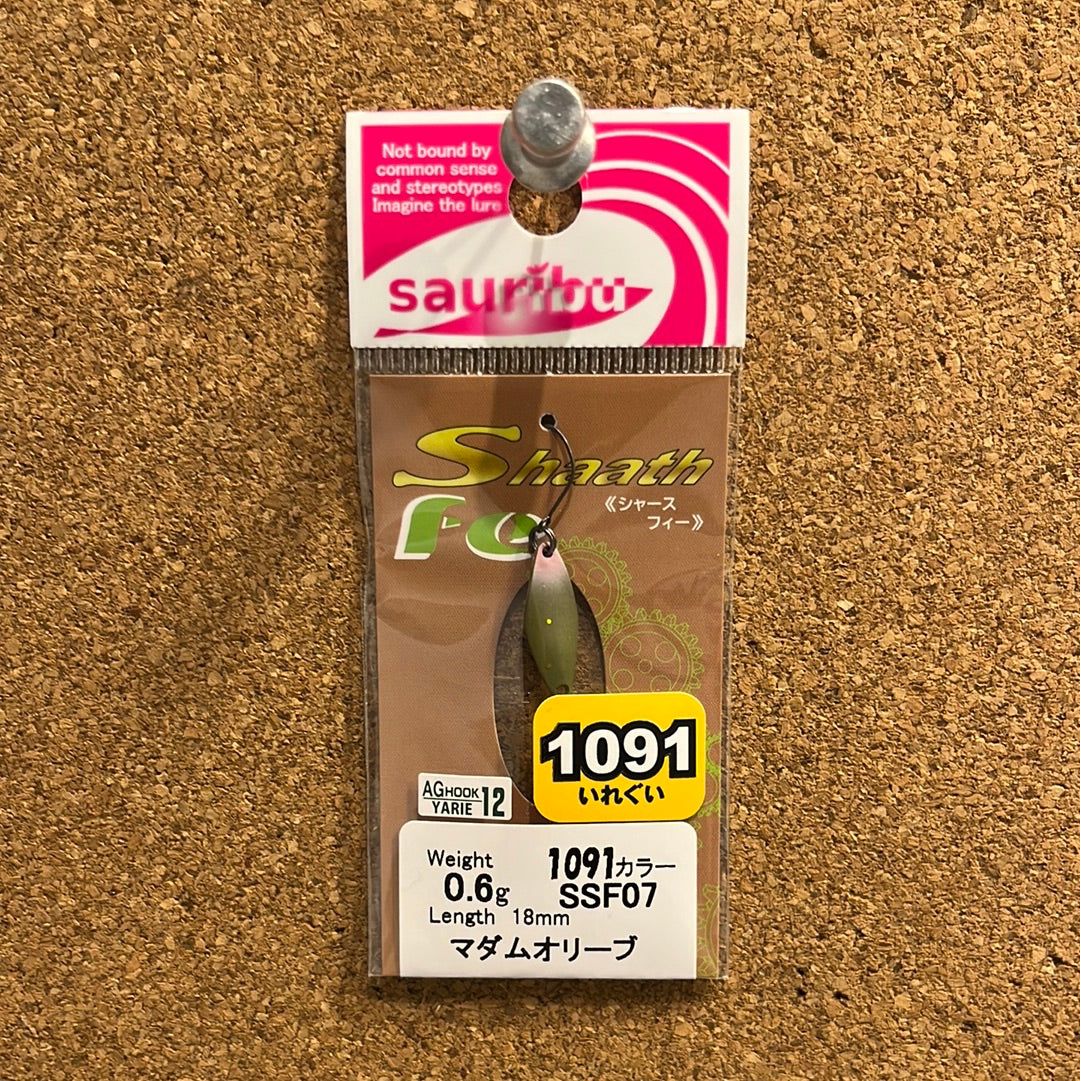 Not bound by
common sense
and stereotypes
Imagine the lure
sauribu
Shaath
《シャース
フィー》
1091
いれぐい
AG HOOK
YARIE 12
Weight 1091カラー
0.6g SSF07
Length 18mm
マダムオリーブ